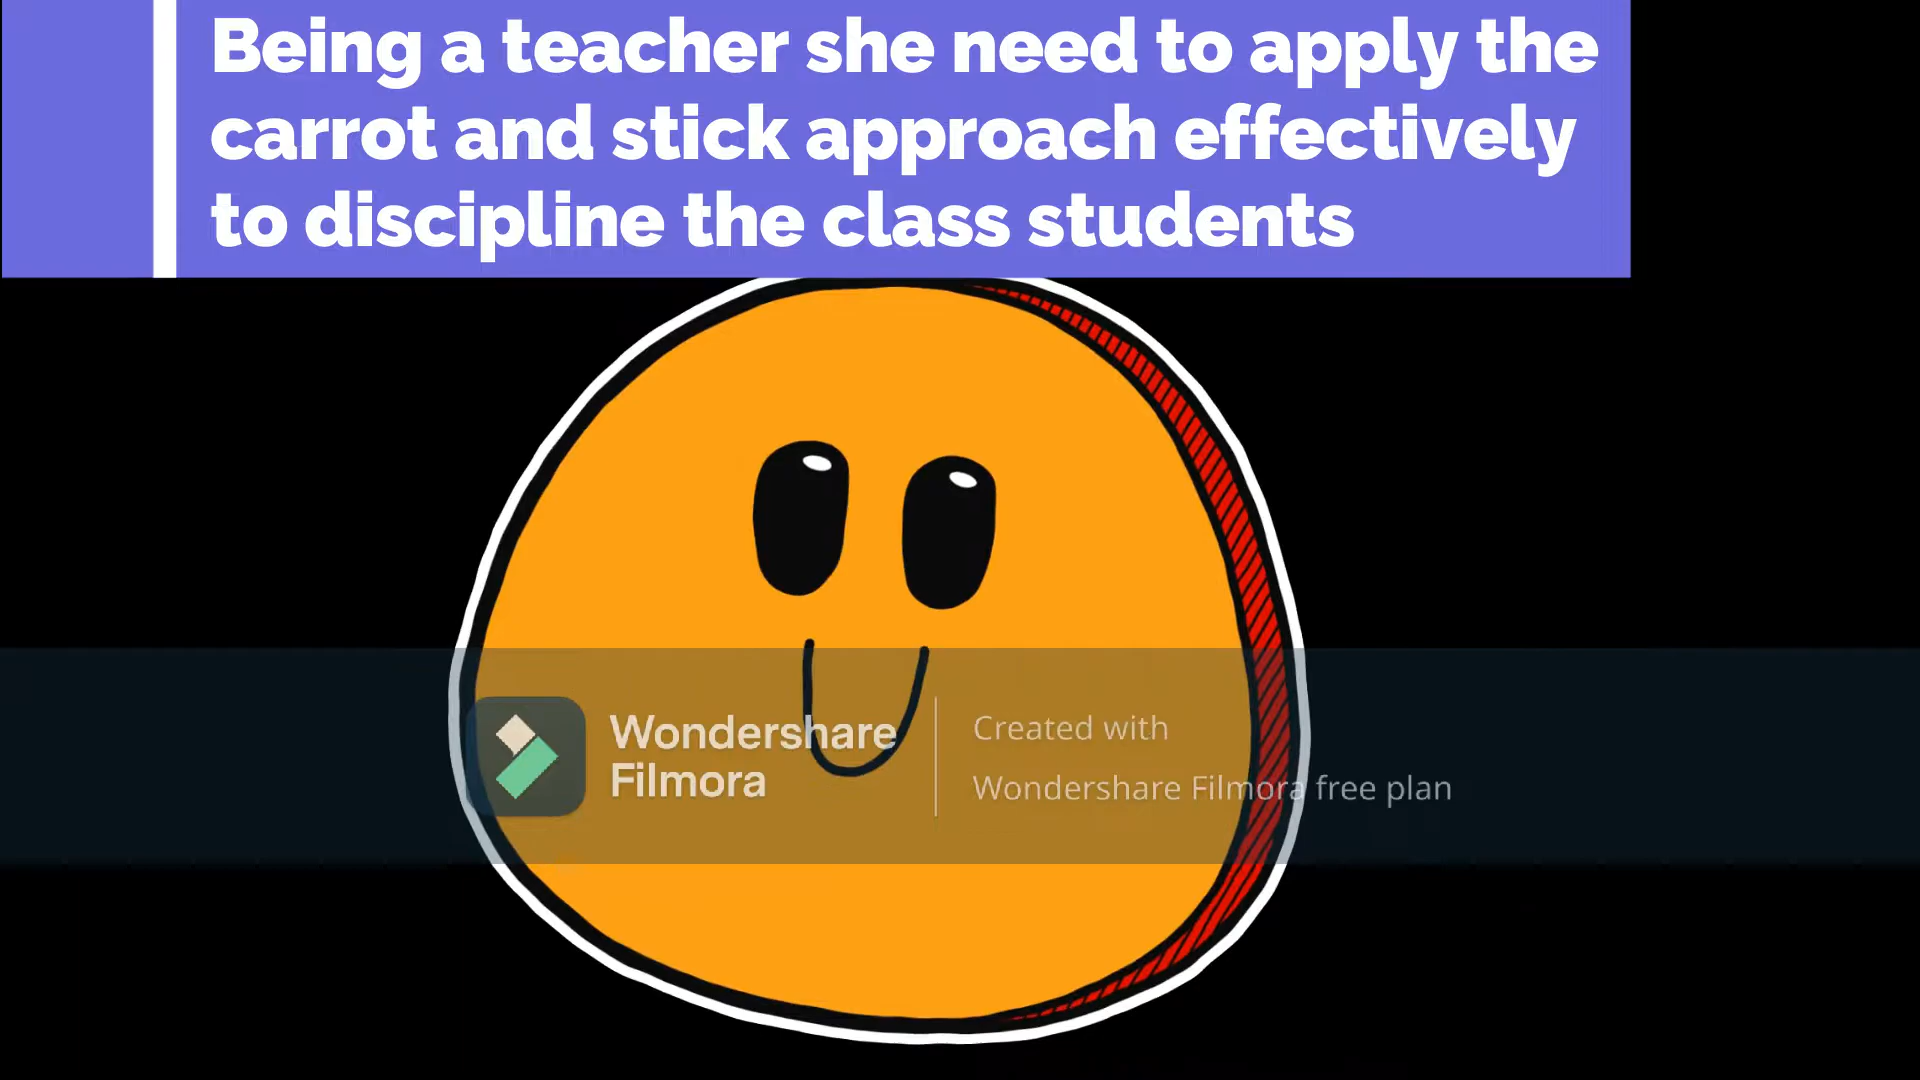 Being a teacher she need to apply the
carrot and stick approach effectively
to discipline the class students
Wondershare
Filmora
Created with
Wondershare Filmora free plan